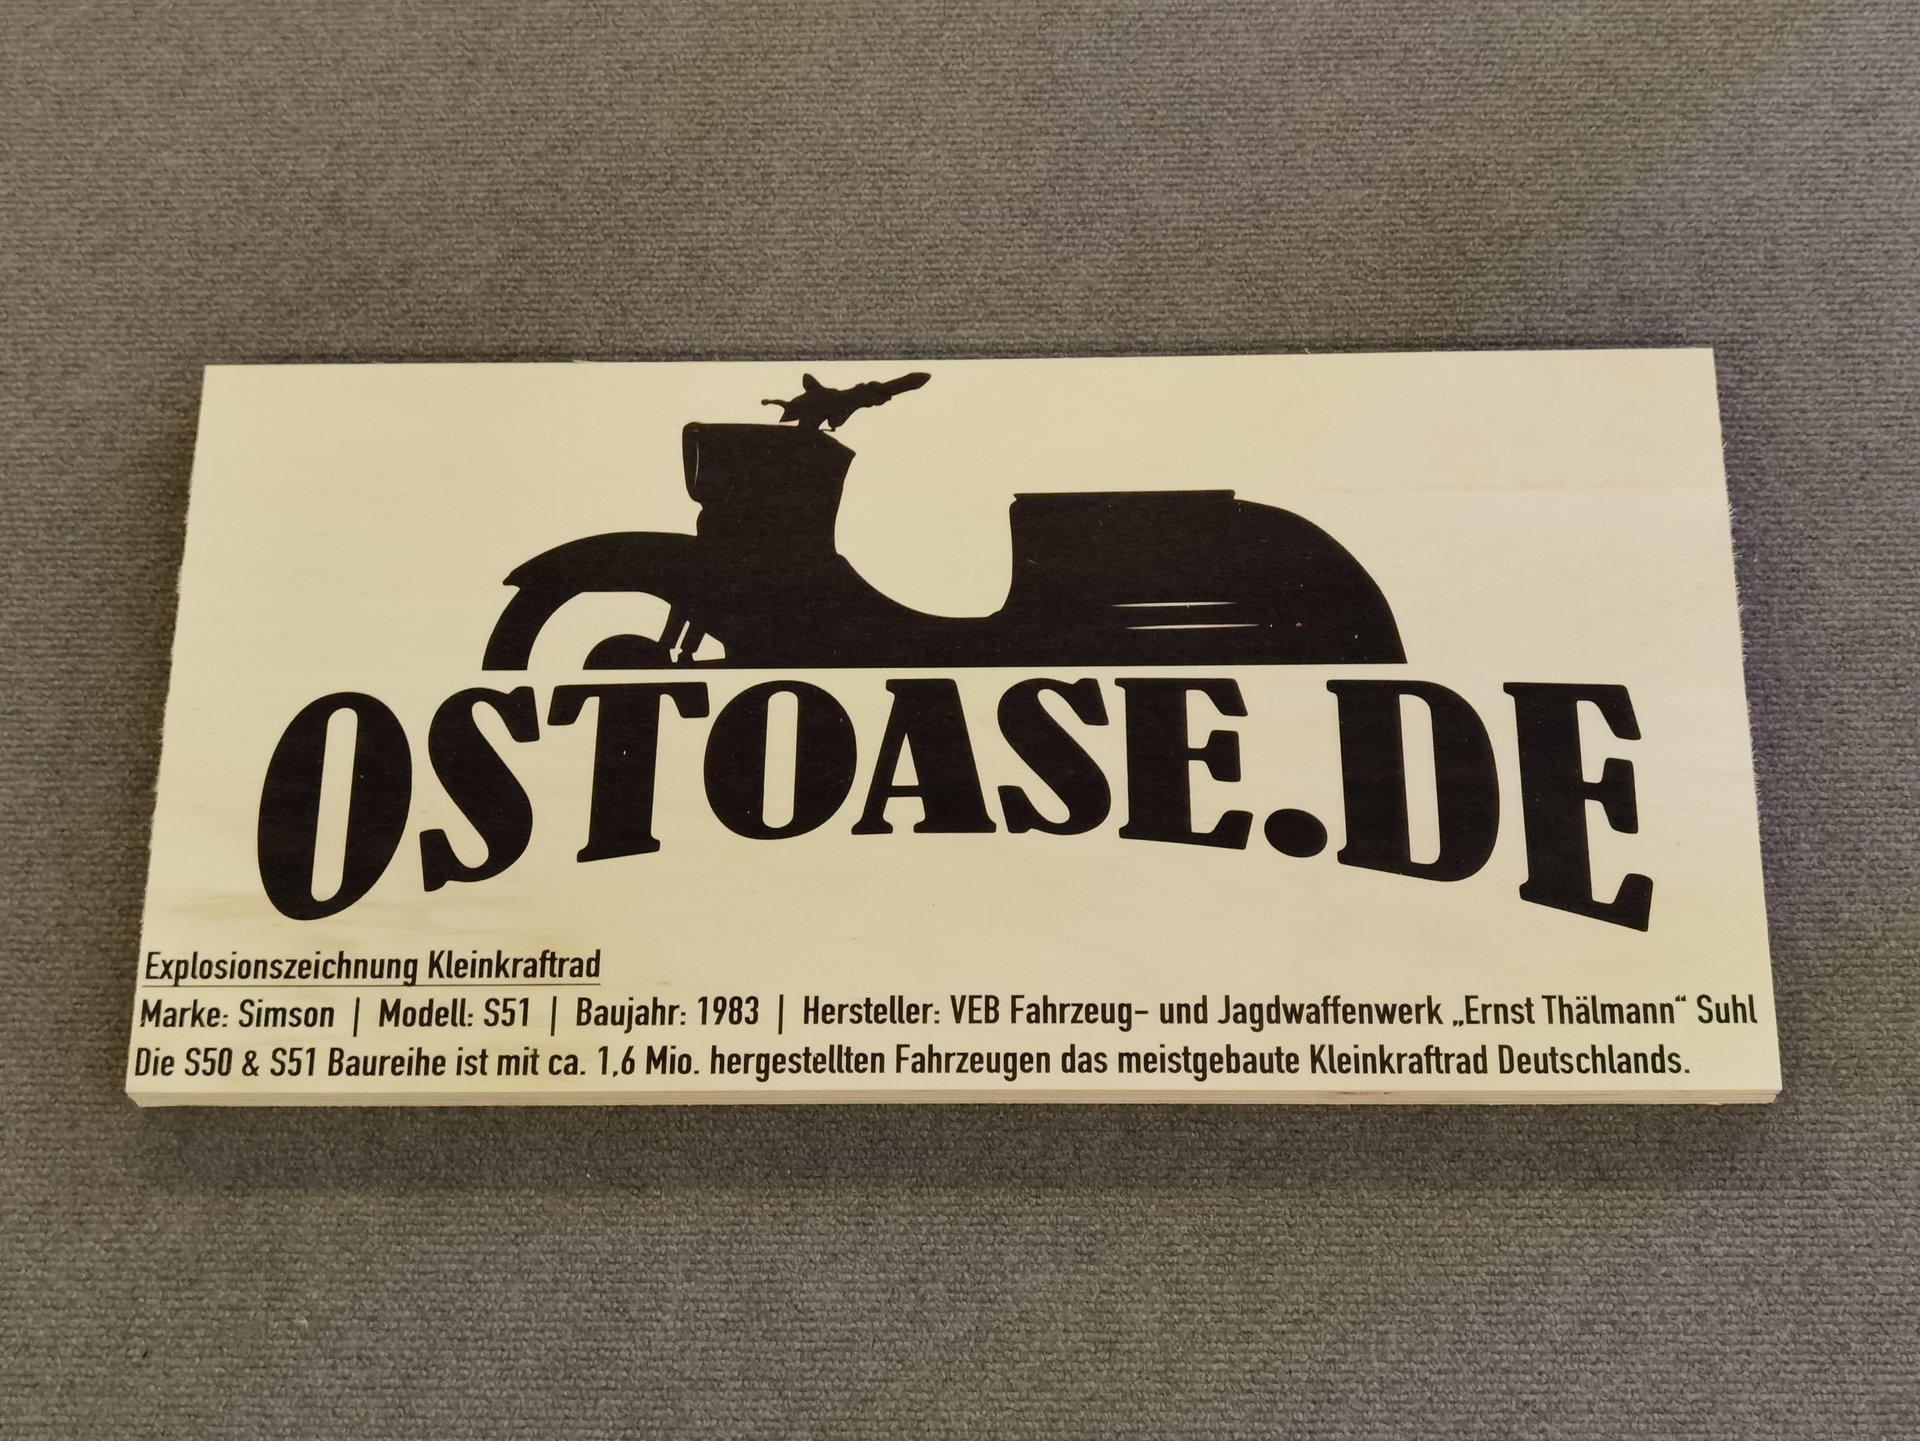 OSTOASE.DE
Explosionszeichnung Kleinkraftrad
Marke: Simson | Modell: S51 | Baujahr: 1983 | Hersteller: VEB Fahrzeug- und Jagdwaffenwerk „Ernst Thälmann“ Suhl
Die S50 & S51 Baureihe ist mit ca. 1,6 Mio. hergestellten Fahrzeugen das meistgebaute Kleinkraftrad Deutschlands.